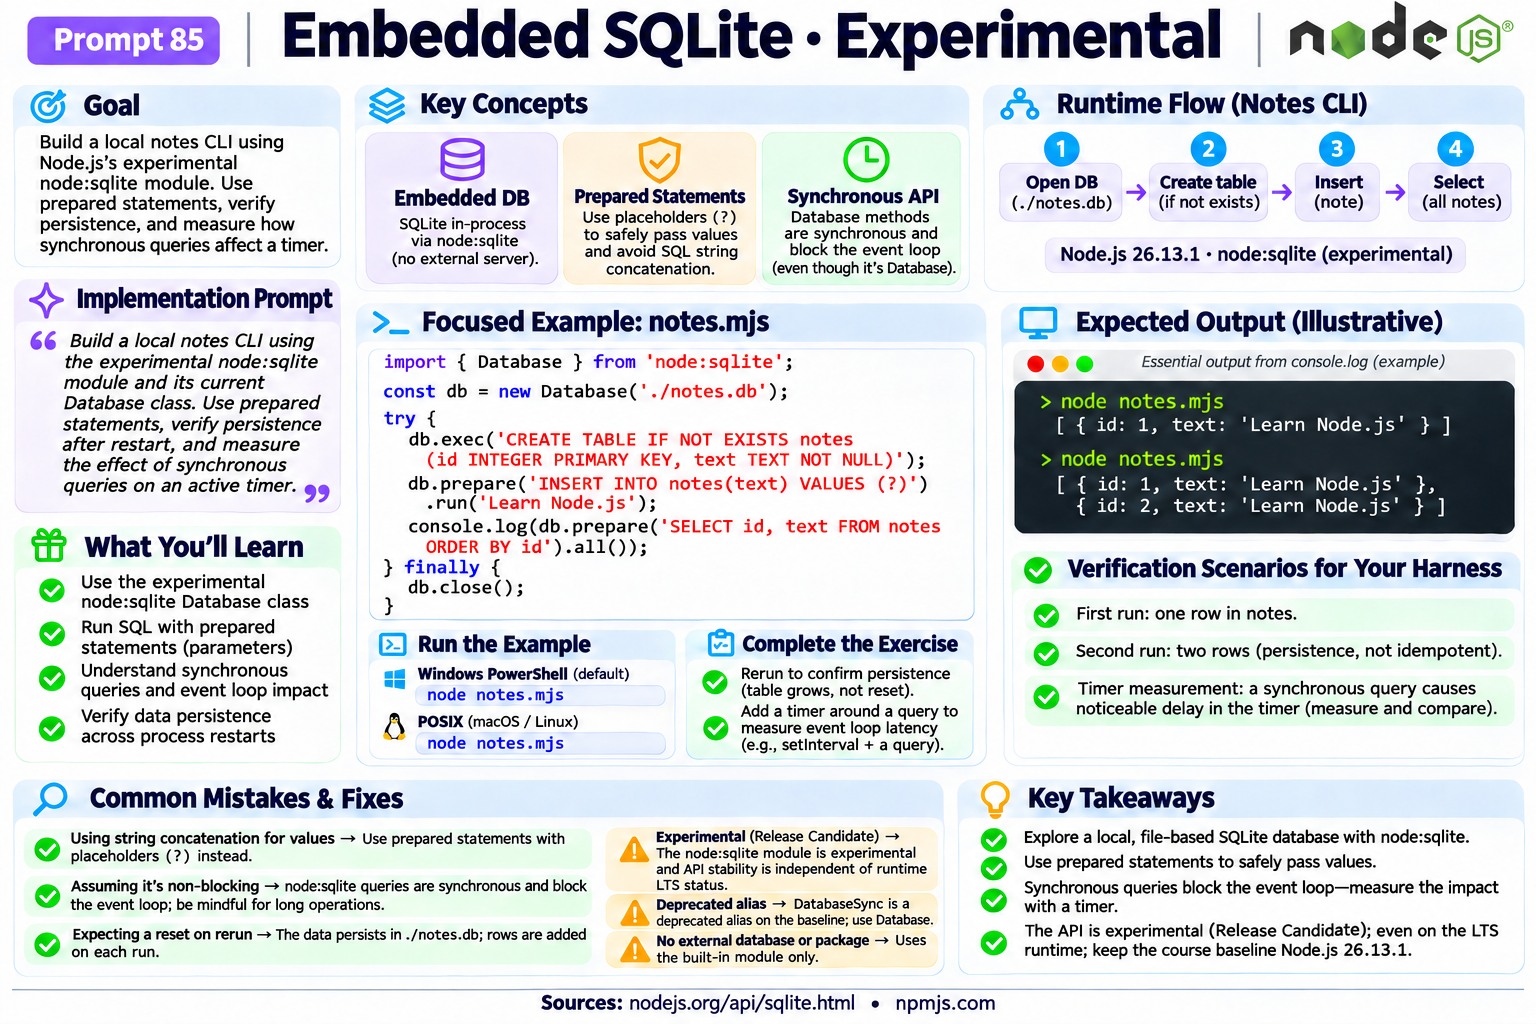 Prompt 85
Embedded SQLite · Experimental
node JS®
Goal
Build a local notes CLI using
Node.js's experimental
node:sqlite module. Use
prepared statements, verify
persistence, and measure how
synchronous queries affect a timer.
Implementation Prompt
“ Build a local notes CLI using
the experimental node:sqlite
module and its current
Database class. Use prepared
statements, verify persistence
after restart, and measure
the effect of synchronous
queries on an active timer. ”
What You'll Learn
Use the experimental
node:sqlite Database class
Run SQL with prepared
statements (parameters)
Understand synchronous
queries and event loop impact
Verify data persistence
across process restarts
Key Concepts
Embedded DB
SQLite in-process
via node:sqlite
(no external server).
Prepared Statements
Use placeholders (?)
to safely pass values
and avoid SQL string
concatenation.
Synchronous API
Database methods
are synchronous and
block the event loop
(even though it's Database).
Runtime Flow (Notes CLI)
1
Open DB
(./notes.db)
2
Create table
(if not exists)
3
Insert
(note)
4
Select
(all notes)
Node.js 26.13.1 · node:sqlite (experimental)
Focused Example: notes.mjs
import { Database } from 'node:sqlite';
const db = new Database('./notes.db');
try {
db.exec('CREATE TABLE IF NOT EXISTS notes
(id INTEGER PRIMARY KEY, text TEXT NOT NULL)');
db.prepare('INSERT INTO notes(text) VALUES (?)')
.run('Learn Node.js');
console.log(db.prepare('SELECT id, text FROM notes
ORDER BY id').all());
} finally {
db.close();
}
Run the Example
Windows PowerShell (default)
node notes.mjs
POSIX (macOS / Linux)
node notes.mjs
Complete the Exercise
Rerun to confirm persistence
(table grows, not reset).
Add a timer around a query to
measure event loop latency
(e.g., setInterval + a query).
Expected Output (Illustrative)
Essential output from console.log (example)
> node notes.mjs
[ { id: 1, text: 'Learn Node.js' } ]
> node notes.mjs
[ { id: 1, text: 'Learn Node.js' },
{ id: 2, text: 'Learn Node.js' } ]
Verification Scenarios for Your Harness
First run: one row in notes.
Second run: two rows (persistence, not idempotent).
Timer measurement: a synchronous query causes
noticeable delay in the timer (measure and compare).
Common Mistakes & Fixes
Using string concatenation for values → Use prepared statements with
placeholders (?) instead.
Assuming it's non-blocking → node:sqlite queries are synchronous and block
the event loop; be mindful for long operations.
Expecting a reset on rerun → The data persists in ./notes.db; rows are added
on each run.
Experimental (Release Candidate) →
The node:sqlite module is experimental
and API stability is independent of runtime
LTS status.
Deprecated alias → DatabaseSync is a
deprecated alias on the baseline; use Database.
No external database or package → Uses
the built-in module only.
Key Takeaways
Explore a local, file-based SQLite database with node:sqlite.
Use prepared statements to safely pass values.
Synchronous queries block the event loop—measure the impact
with a timer.
The API is experimental (Release Candidate); even on the LTS
runtime; keep the course baseline Node.js 26.13.1.
Sources: nodejs.org/api/sqlite.html • npmjs.com